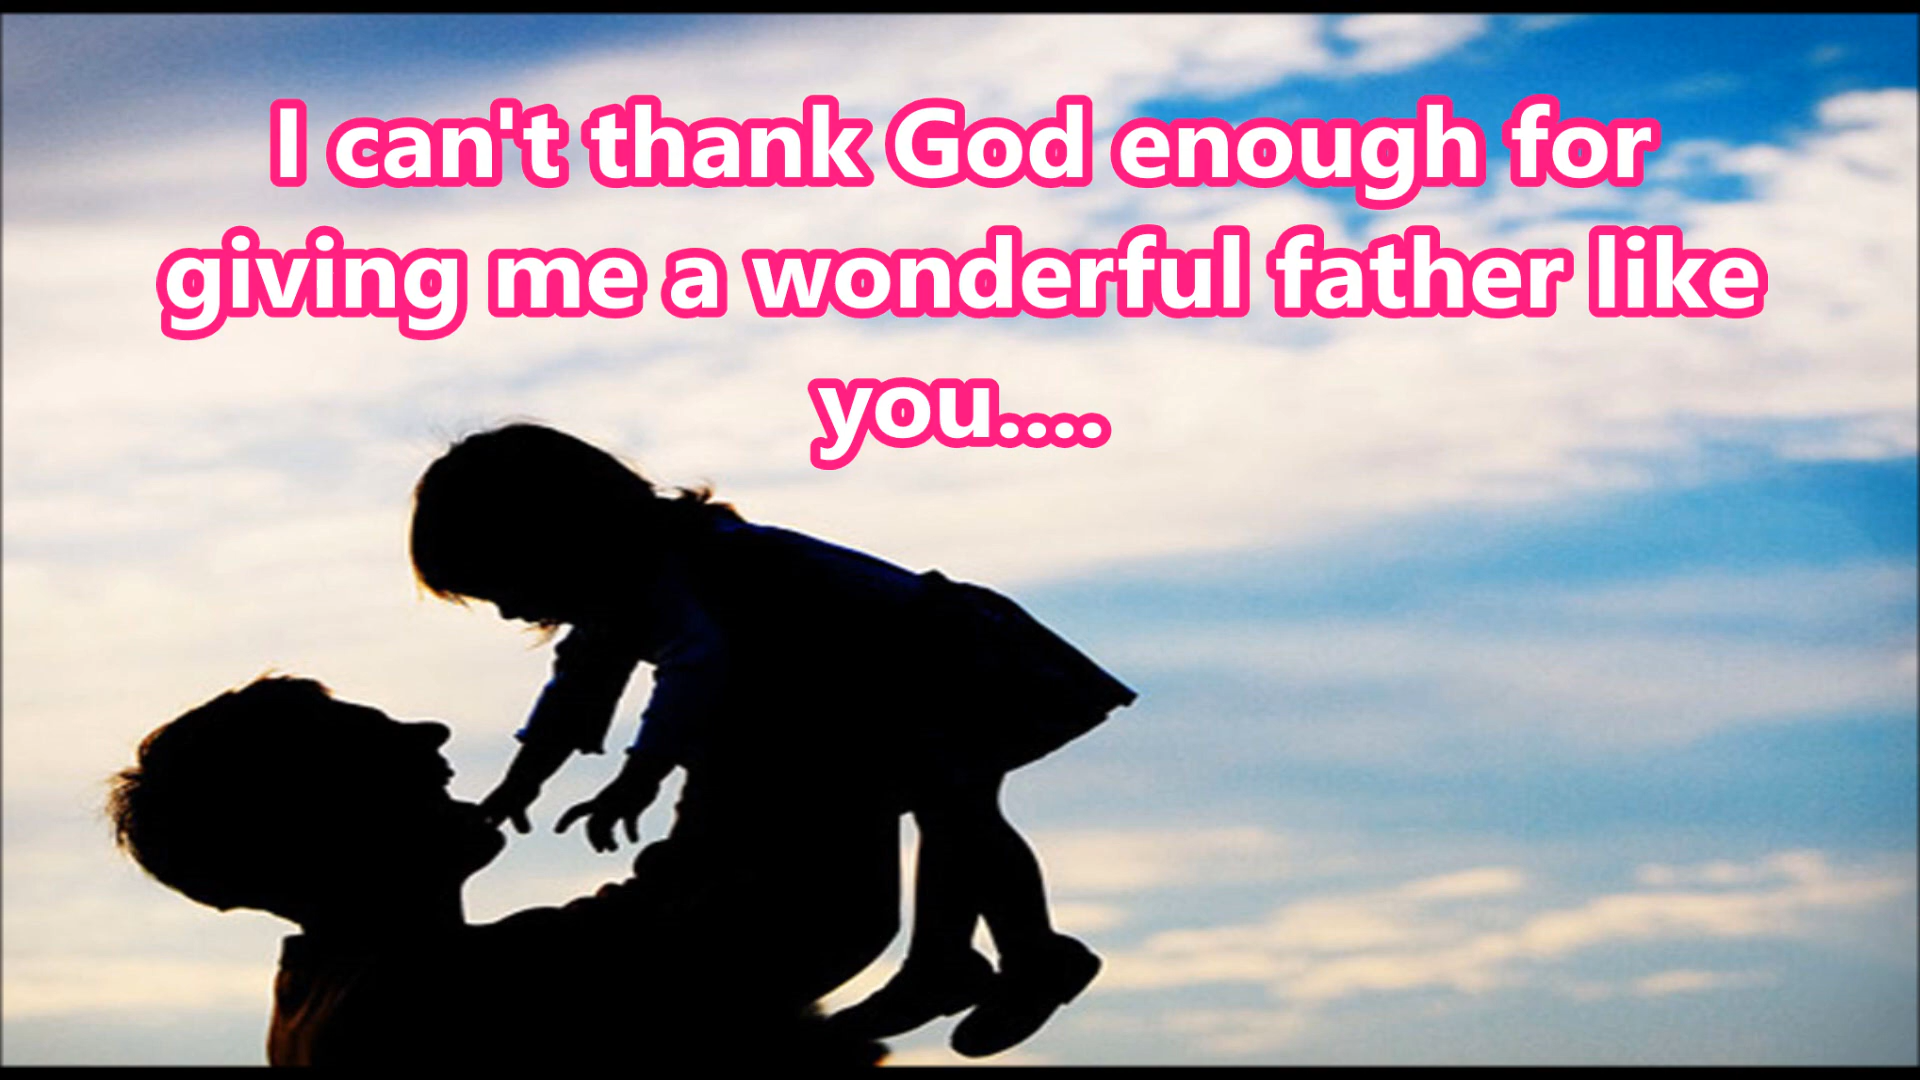 I can't thank God enough for
giving me a wonderful father like
you....